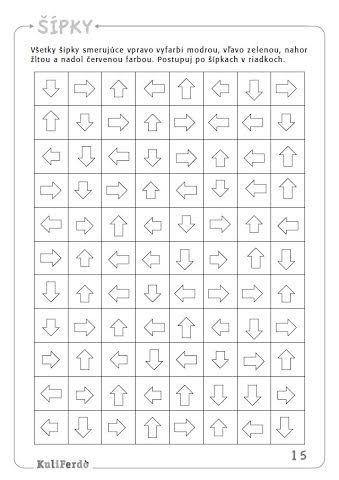 ŠÍPKY
Všetky šípky smerujúce vpravo vyfarbi modrou, vľavo zelenou, nahor
žltou a nadol červenou farbou. Postupuj po šípkach v riadkoch.
KuliFerdo
15